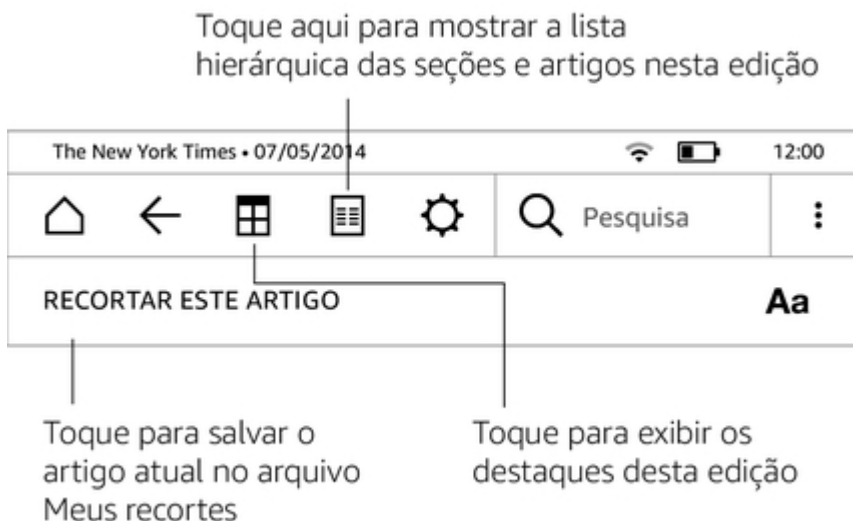 Toque aqui para mostrar a lista
hierárquica das seções e artigos nesta edição
The New York Times • 07/05/2014 12:00
Pesquisa
RECORTAR ESTE ARTIGO Aa
Toque para salvar o
artigo atual no arquivo
Meus recortes
Toque para exibir os
destaques desta edição